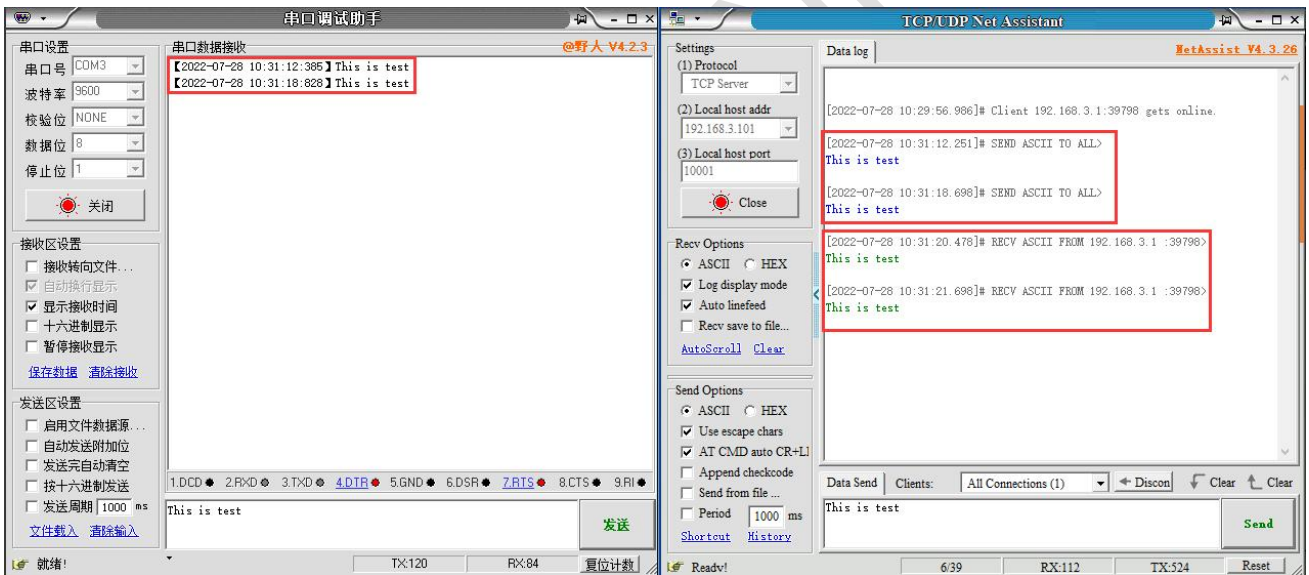 串口调试助手
串口设置
串口号 COM3
波特率 9600
校验位 NONE
数据位 8
停止位 1
关闭
接收区设置
接收转向文件...
自动换行显示
显示接收时间
十六进制显示
暂停接收显示
保存数据 清除接收
发送区设置
启用文件数据源...
自动发送附加位
发送完自动清空
按十六进制发送
发送周期 1000 ms
文件载入 清除输入
串口数据接收
@野人 V4.2.3
【2022-07-28 10:31:12:385】This is test
【2022-07-28 10:31:18:828】This is test
1.DCD 2.RXD 3.TXD 4.DTR 5.GND 6.DSR 7.RTS 8.CTS 9.RI
This is test
发送
就绪! TX:120 RX:84 复位计数
TCP/UDP Net Assistant
Settings
(1) Protocol
TCP Server
(2) Local host addr
192.168.3.101
(3) Local host port
10001
Close
Recv Options
ASCII HEX
Log display mode
Auto linefeed
Recv save to file...
AutoScroll Clear
Send Options
ASCII HEX
Use escape chars
AT CMD auto CR+LI
Append checkcode
Send from file ...
Period 1000 ms
Shortcut History
Data log
NetAssist V4.3.26
[2022-07-28 10:29:56.986]# Client 192.168.3.1:39798 gets online.
[2022-07-28 10:31:12.251]# SEND ASCII TO ALL>
This is test
[2022-07-28 10:31:18.698]# SEND ASCII TO ALL>
This is test
[2022-07-28 10:31:20.478]# RECV ASCII FROM 192.168.3.1 :39798>
This is test
[2022-07-28 10:31:21.698]# RECV ASCII FROM 192.168.3.1 :39798>
This is test
Data Send Clients: All Connections (1) Discon Clear Clear
This is test
Send
Ready! 6/39 RX:112 TX:524 Reset